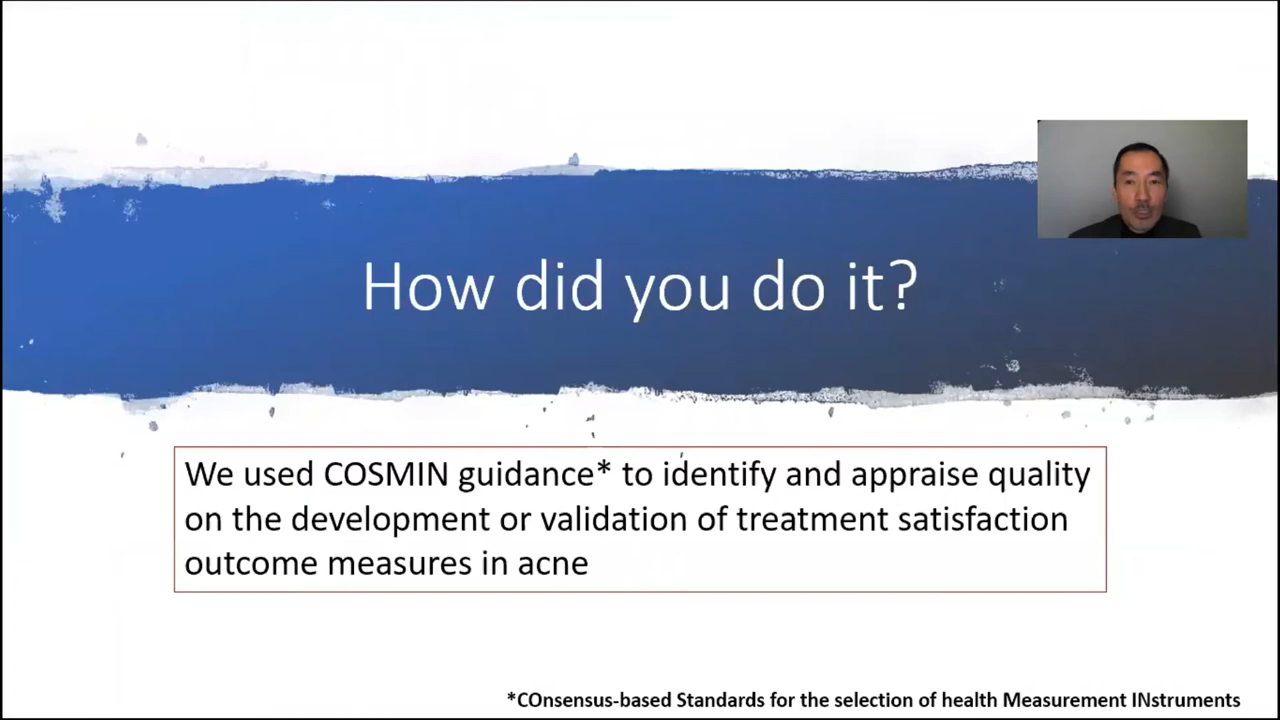 How did you do it?
We used COSMIN guidance* to identify and appraise quality
on the development or validation of treatment satisfaction
outcome measures in acne
*COnsensus-based Standards for the selection of health Measurement INstruments